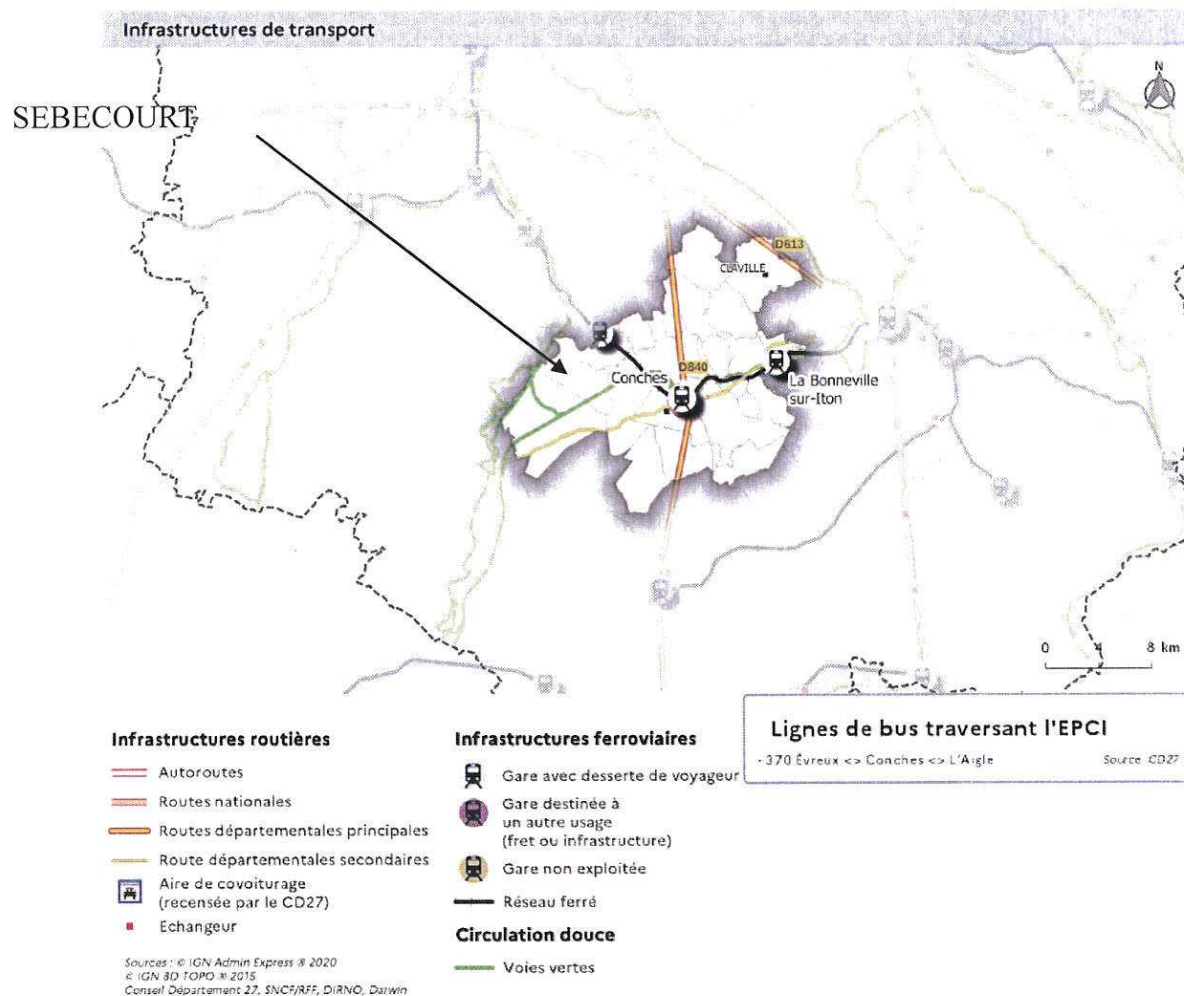 Infrastructures de transport
N
SEBECOURT
D613
CLAVILLE
D840
Conches
La Bonneville
sur-Iton
0 4 8 km
Lignes de bus traversant l'EPCI
- 370 Évreux <> Conches <> L'Aigle
Source CD27
Infrastructures routières
Autoroutes
Routes nationales
Routes départementales principales
Route départementales secondaires
Aire de covoiturage
(recensée par le CD27)
Echangeur
Sources : © IGN Admin Express ® 2020
© IGN BD TOPO ® 2015
Conseil Département 27, SNCF/RFF, DIRNO, Darwin
Infrastructures ferroviaires
Gare avec desserte de voyageur
Gare destinée à
un autre usage
(fret ou infrastructure)
Gare non exploitée
Réseau ferré
Circulation douce
Voies vertes